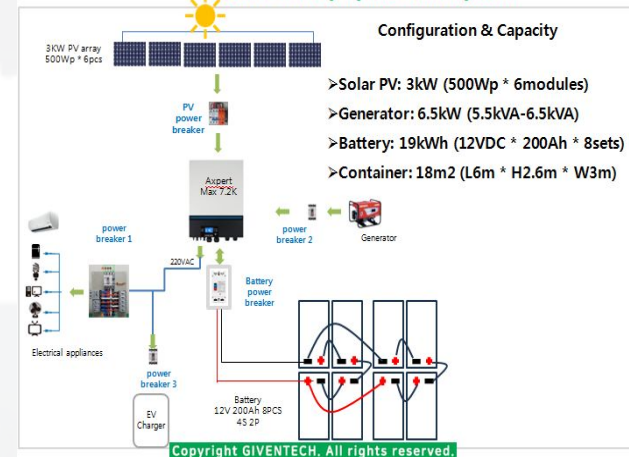 Configuration & Capacity
3KW PV array
500Wp * 6pcs
➢Solar PV: 3kW (500Wp * 6modules)
➢Generator: 6.5kW (5.5kVA-6.5kVA)
➢Battery: 19kWh (12VDC * 200Ah * 8sets)
➢Container: 18m2 (L6m * H2.6m * W3m)
PV
power
breaker
Axpert
Max 7.2K
power
breaker 1
power
breaker 2
Generator
220VAC
Battery
power
breaker
Electrical appliances
power
breaker 3
EV
Charger
Battery
12V 200Ah 8PCS
4S 2P
Copyright GIVENTECH. All rights reserved.